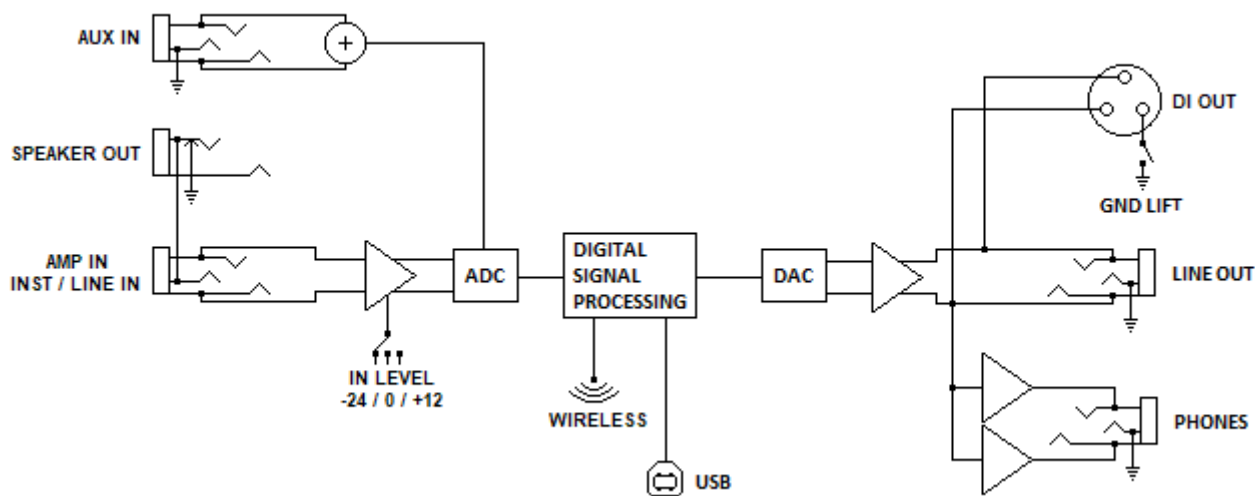 AUX IN
DI OUT
SPEAKER OUT
GND LIFT
AMP IN
INST / LINE IN
ADC
DIGITAL
SIGNAL
PROCESSING
DAC
LINE OUT
IN LEVEL
-24 / 0 / +12
WIRELESS
PHONES
USB